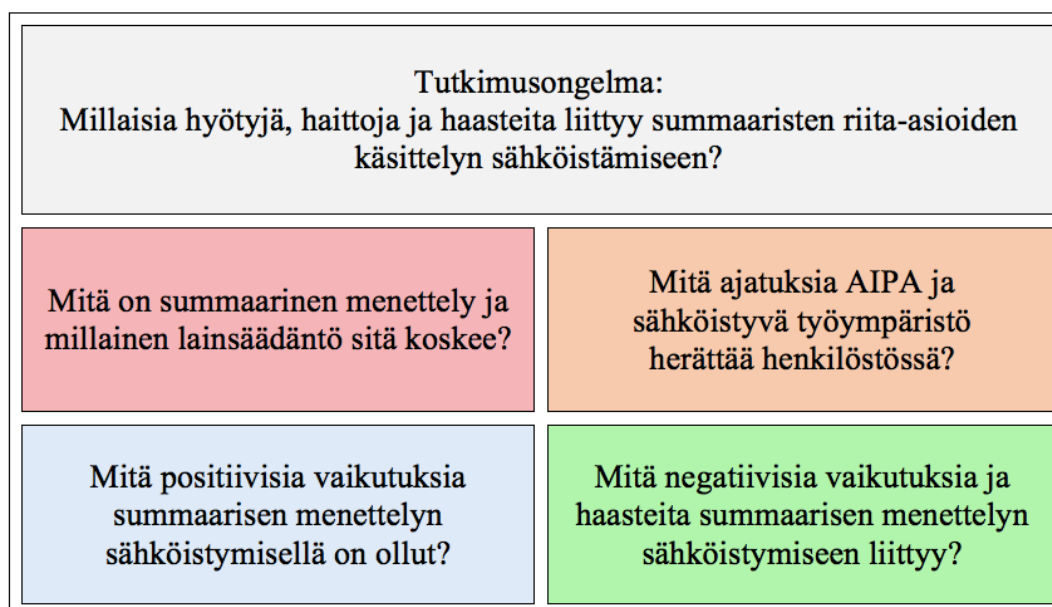 Tutkimusongelma:
Millaisia hyötyjä, haittoja ja haasteita liittyy summaaristen riita-asioiden
käsittelyn sähköistämiseen?
Mitä on summaarinen menettely ja
millainen lainsäädäntö sitä koskee?
Mitä ajatuksia AIPA ja
sähköistyvä työympäristö
herättää henkilöstössä?
Mitä positiivisia vaikutuksia
summaarisen menettelyn
sähköistymisellä on ollut?
Mitä negatiivisia vaikutuksia ja
haasteita summaarisen menettelyn
sähköistymiseen liittyy?